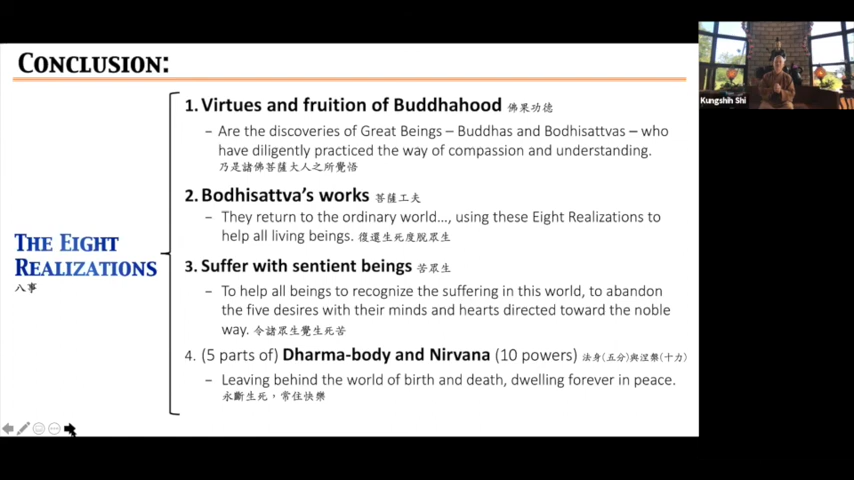 CONCLUSION:
1. Virtues and fruition of Buddhahood 佛果功德
– Are the discoveries of Great Beings – Buddhas and Bodhisattvas – who
have diligently practiced the way of compassion and understanding.
乃是諸佛菩薩大人之所覺悟
2. Bodhisattva's works 菩薩工夫
– They return to the ordinary world…, using these Eight Realizations to
help all living beings. 復還生死度脫眾生
THE EIGHT
REALIZATIONS
八事
3. Suffer with sentient beings 苦眾生
– To help all beings to recognize the suffering in this world, to abandon
the five desires with their minds and hearts directed toward the noble
way. 令諸眾生覺生死苦
4. (5 parts of) Dharma-body and Nirvana (10 powers) 法身(五分)與涅槃(十力)
– Leaving behind the world of birth and death, dwelling forever in peace.
永斷生死，常住快樂
Kungshih Shi